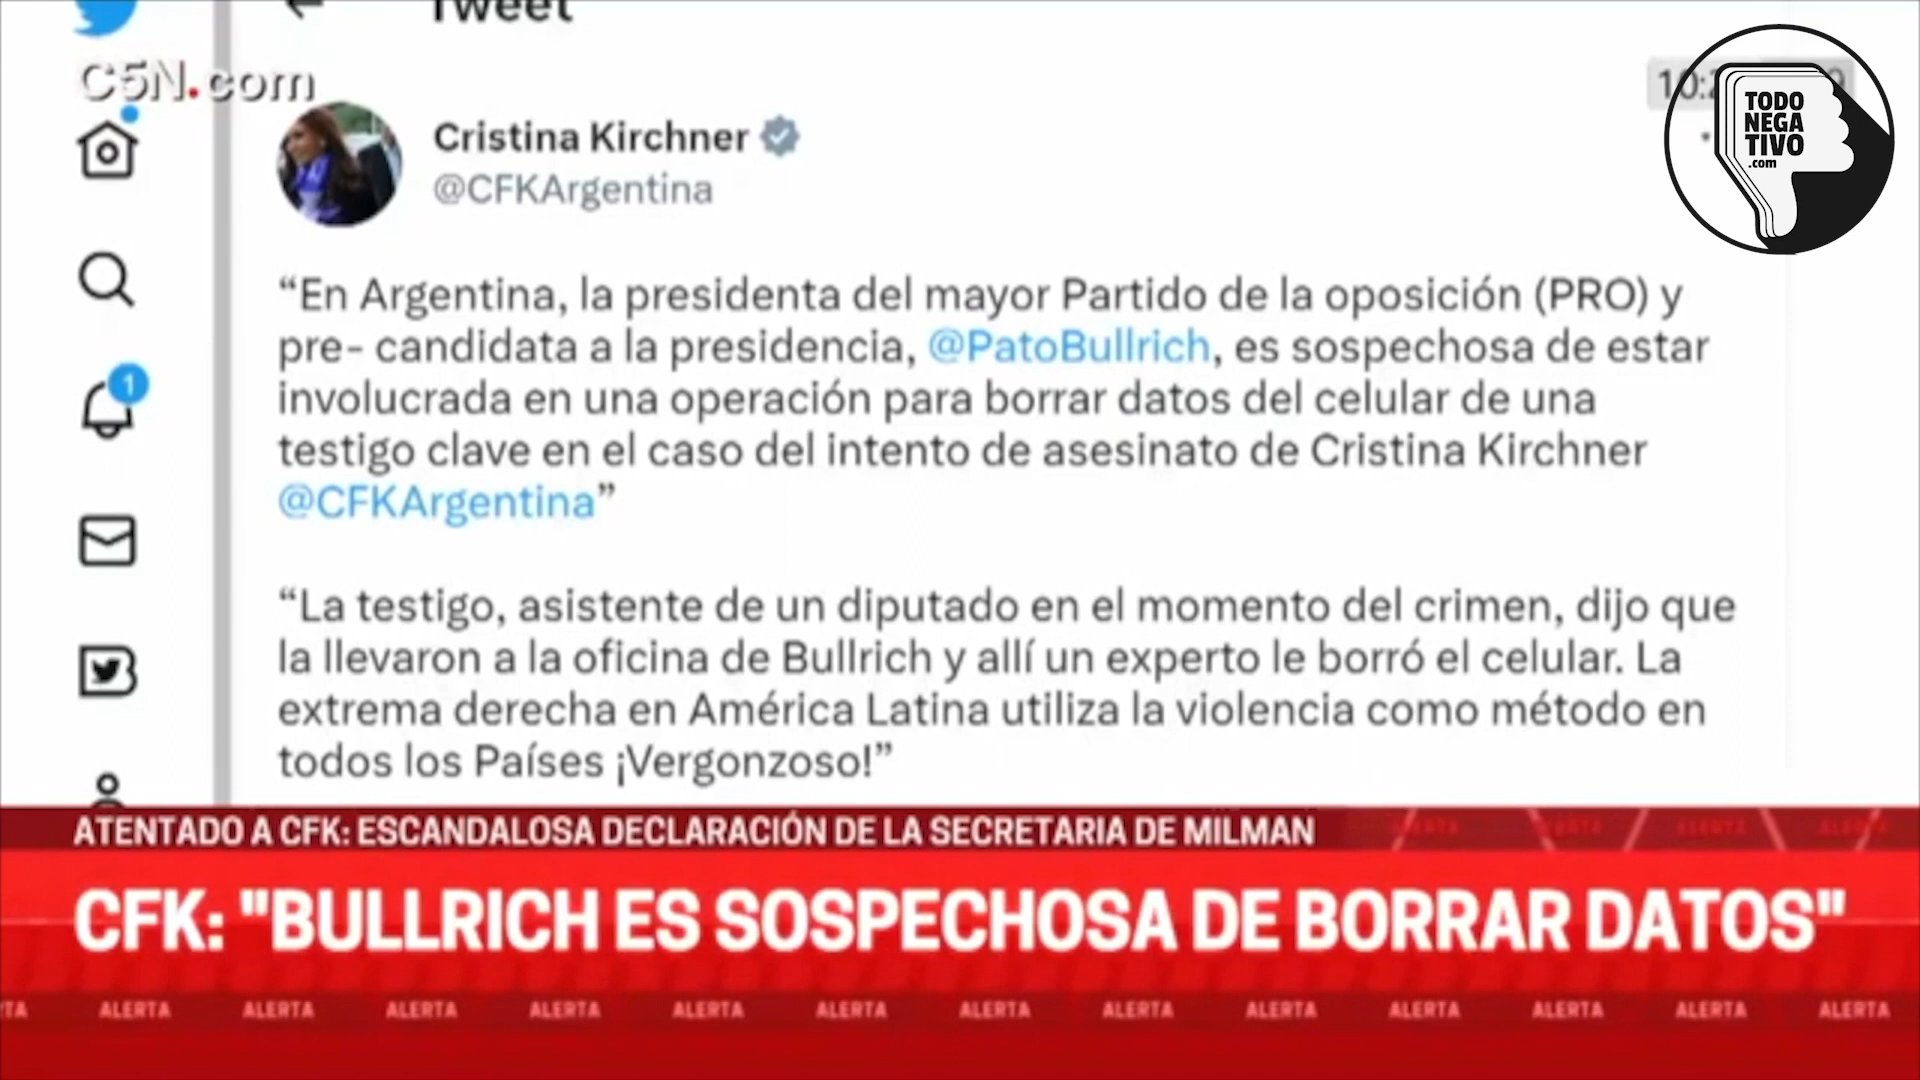 Tweet
C5N.com
TODO
NEGA
TIVO
.com
Cristina Kirchner
@CFKArgentina
“En Argentina, la presidenta del mayor Partido de la oposición (PRO) y
pre- candidata a la presidencia, @PatoBullrich, es sospechosa de estar
involucrada en una operación para borrar datos del celular de una
testigo clave en el caso del intento de asesinato de Cristina Kirchner
@CFKArgentina”
1
“La testigo, asistente de un diputado en el momento del crimen, dijo que
la llevaron a la oficina de Bullrich y allí un experto le borró el celular. La
extrema derecha en América Latina utiliza la violencia como método en
todos los Países ¡Vergonzoso!”
ATENTADO A CFK: ESCANDALOSA DECLARACIÓN DE LA SECRETARIA DE MILMAN
CFK: "BULLRICH ES SOSPECHOSA DE BORRAR DATOS"
ALERTA ALERTA ALERTA ALERTA ALERTA ALERTA ALERTA ALERTA ALERTA ALERTA ALERTA ALERTA ALERTA